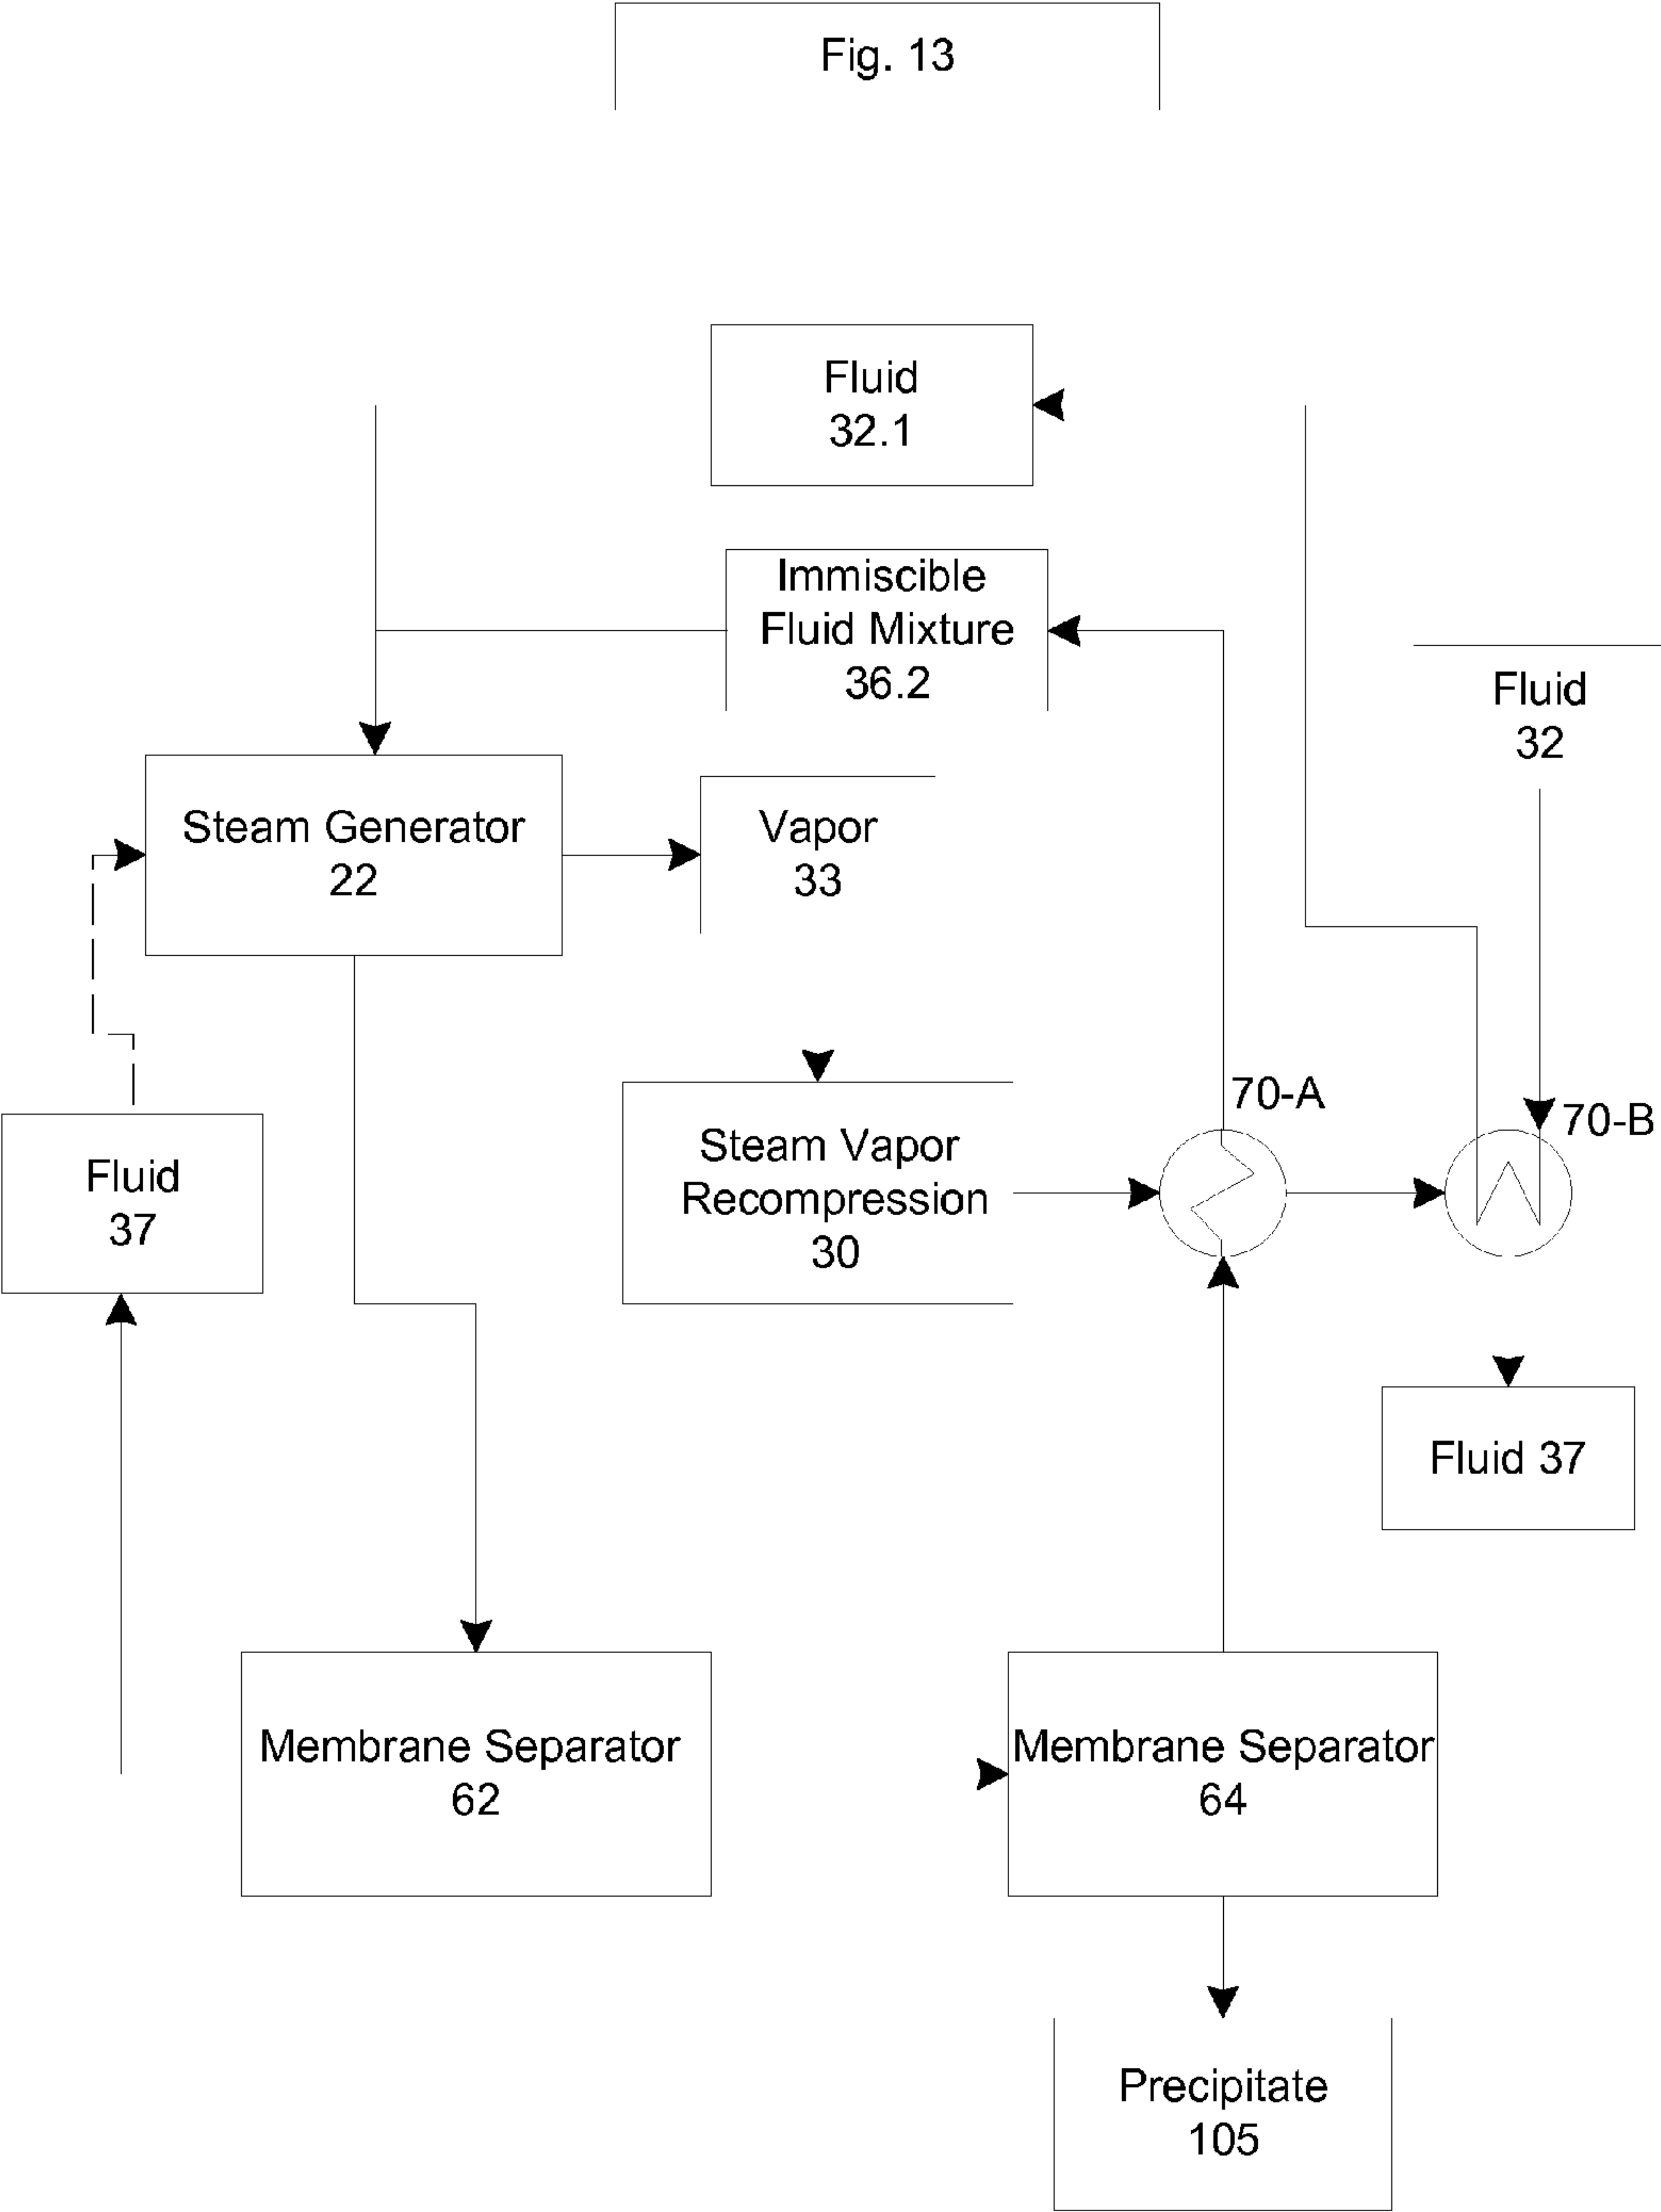 Fig. 13
Fluid
32.1
Immiscible
Fluid Mixture
36.2
Fluid
32
Steam Generator
22
Vapor
33
70-A
70-B
Steam Vapor
Recompression
30
Fluid
37
Fluid 37
Membrane Separator
62
Membrane Separator
64
Precipitate
105